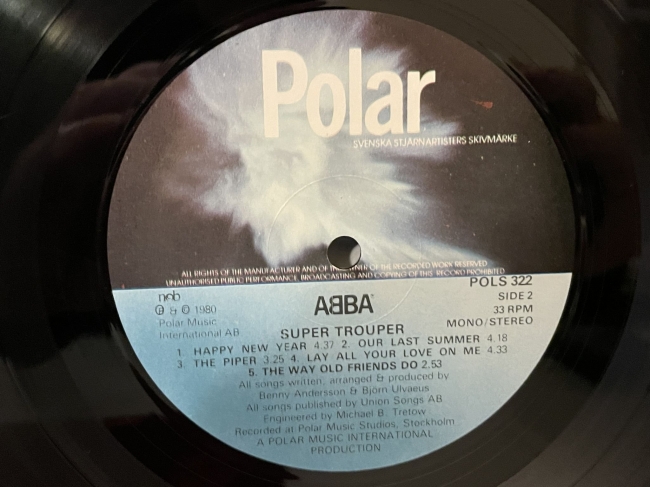 Polar
SVENSKA STJÄRNARTISTERS SKIVMÄRKE
ALL RIGHTS OF THE MANUFACTURER AND OF THE OWNER OF THE RECORDED WORK RESERVED
UNAUTHORISED PUBLIC PERFORMANCE, BROADCASTING AND COPYING OF THIS RECORD PROHIBITED
POLS 322
ncb
ABBA
SIDE 2
℗ & © 1980
33 RPM
Polar Music
International AB
MONO/STEREO
SUPER TROUPER
1. HAPPY NEW YEAR 4.37 2. OUR LAST SUMMER 4.18
3. THE PIPER 3.25 4. LAY ALL YOUR LOVE ON ME 4.33
5. THE WAY OLD FRIENDS DO 2.53
All songs written, arranged & produced by
Benny Andersson & Björn Ulvaeus
All songs published by Union Songs AB
Engineered by Michael B. Tretow
Recorded at Polar Music Studios, Stockholm
A POLAR MUSIC INTERNATIONAL
PRODUCTION